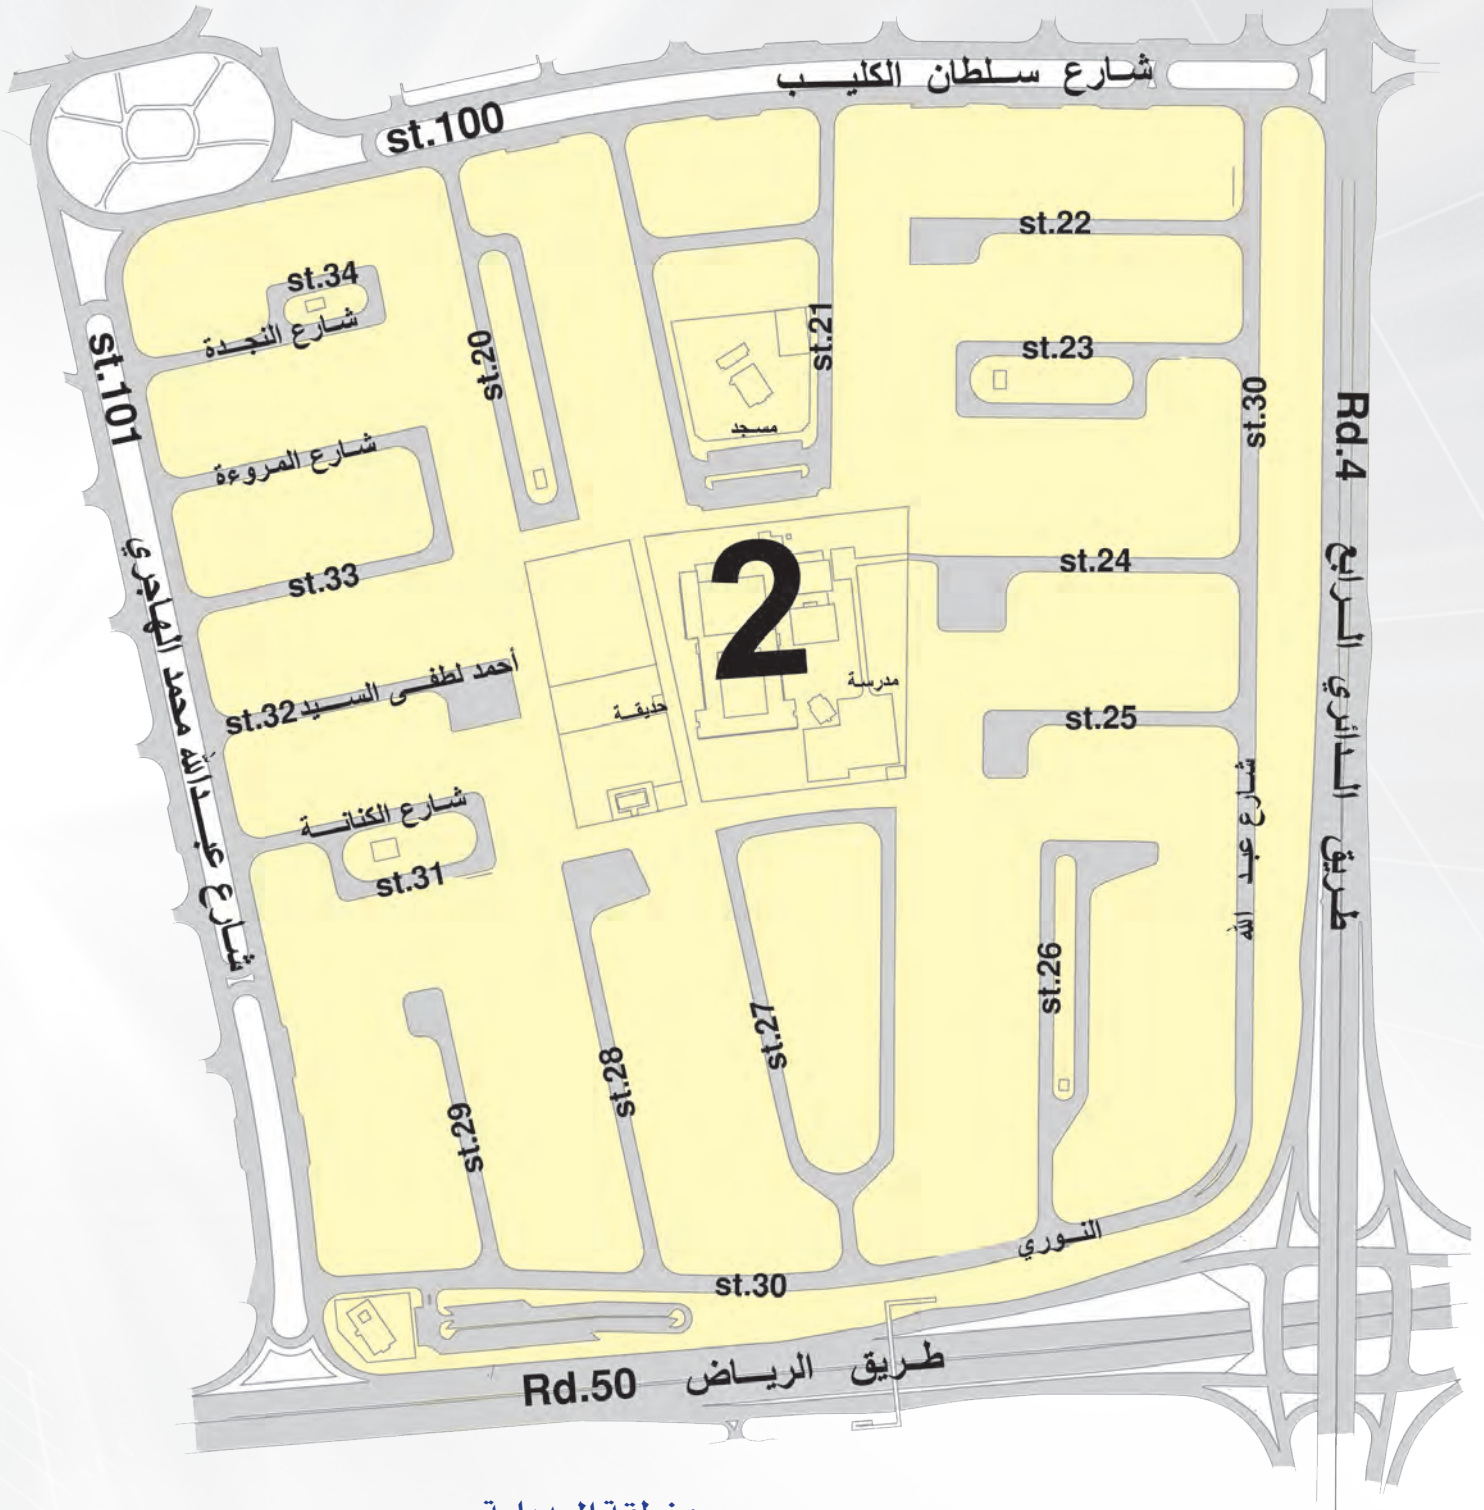 شارع سلطان الكليب
st.100
st.22
st.34
شارع النجدة
st.20
st.21
st.23
st.30
st.101
Rd.4
مسجد
شارع المروءة
st.33
2
st.24
طريق الدائري الرابع
شارع عبدالله محمد الهاجري
أحمد لطفى السيد
st.32
حديقة
مدرسة
st.25
شارع الكنانة
st.31
شارع عبد الله
st.26
st.27
st.28
st.29
النوري
st.30
طريق الرياض
Rd.50